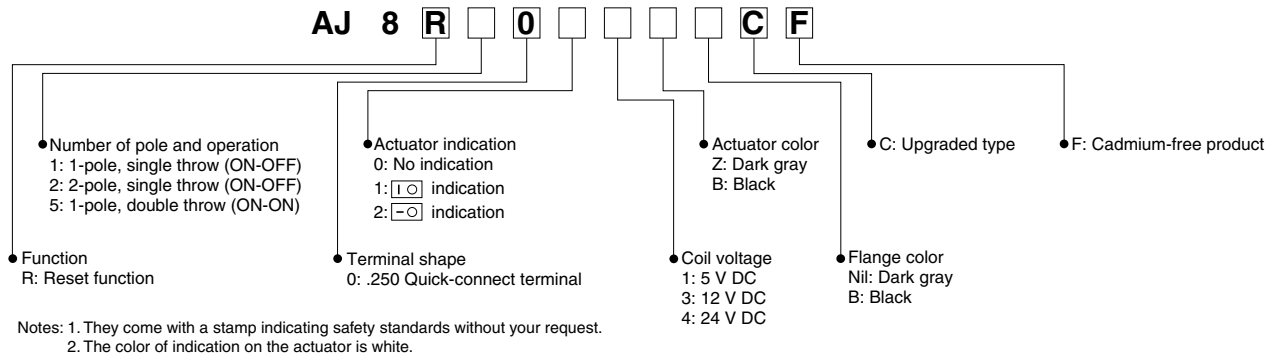 AJ 8 R 0 C F
Number of pole and operation
1: 1-pole, single throw (ON-OFF)
2: 2-pole, single throw (ON-OFF)
5: 1-pole, double throw (ON-ON)
Actuator indication
0: No indication
1: I O indication
2: – O indication
Actuator color
Z: Dark gray
B: Black
C: Upgraded type
F: Cadmium-free product
Function
R: Reset function
Terminal shape
0: .250 Quick-connect terminal
Coil voltage
1: 5 V DC
3: 12 V DC
4: 24 V DC
Flange color
Nil: Dark gray
B: Black
Notes: 1. They come with a stamp indicating safety standards without your request.
2. The color of indication on the actuator is white.